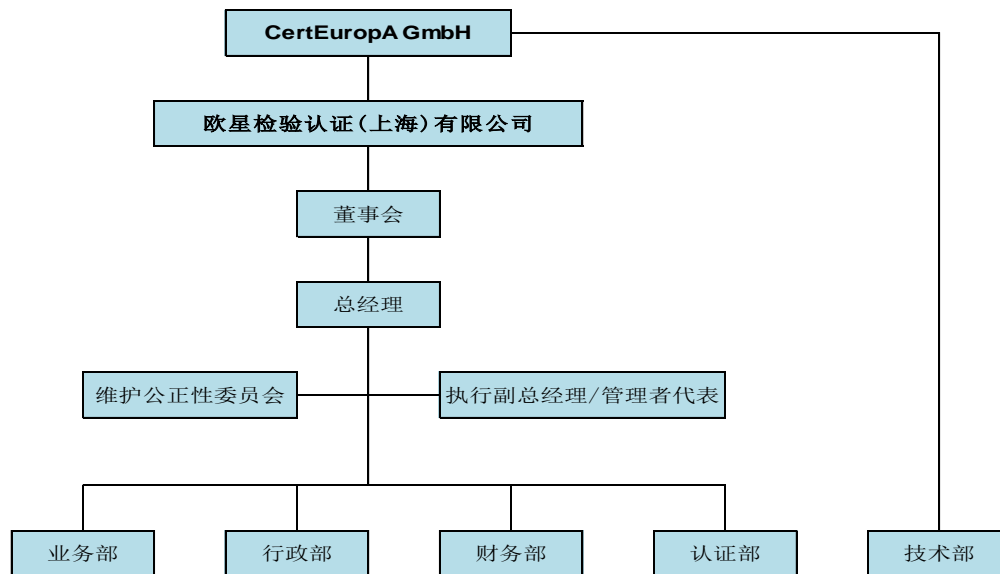 CertEuropA GmbH
欧星检验认证(上海)有限公司
董事会
总经理
维护公正性委员会
执行副总经理/管理者代表
业务部
行政部
财务部
认证部
技术部